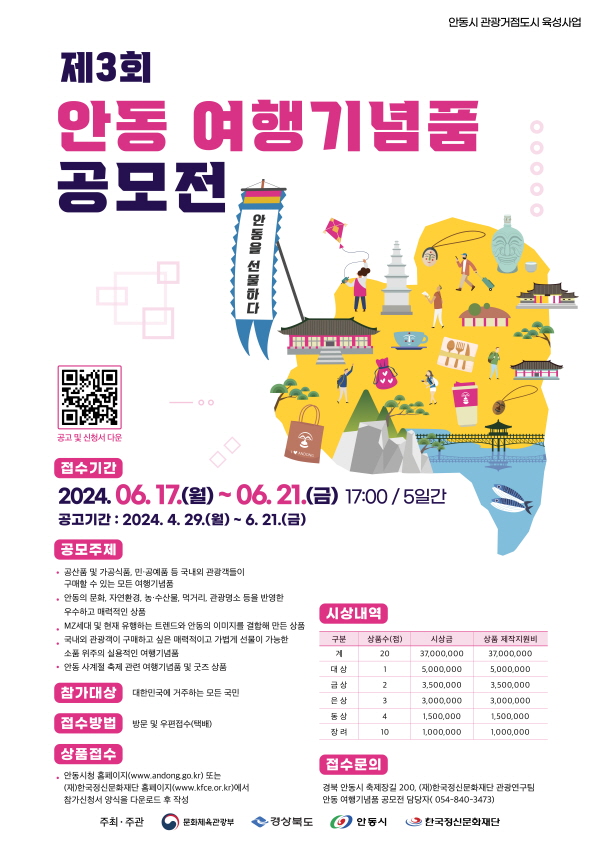 안동시 관광거점도시 육성사업
제3회
안동 여행기념품
공모전
안동을 선물하다
I ♥ ANDONG
공고 및 신청서 다운
접수기간
2024. 06. 17.(월) ~ 06. 21.(금) 17:00 / 5일간
공고기간 : 2024. 4. 29.(월) ~ 6. 21.(금)
공모주제
• 공산품 및 가공식품, 민·공예품 등 국내외 관광객들이
구매할 수 있는 모든 여행기념품
• 안동의 문화, 자연환경, 농·수산물, 먹거리, 관광명소 등을 반영한
우수하고 매력적인 상품
• MZ세대 및 현재 유행하는 트렌드와 안동의 이미지를 결합해 만든 상품
• 국내외 관광객이 구매하고 싶은 매력적이고 가볍게 선물이 가능한
소품 위주의 실용적인 여행기념품
• 안동 사계절 축제 관련 여행기념품 및 굿즈 상품
참가대상 대한민국에 거주하는 모든 국민
접수방법 방문 및 우편접수(택배)
상품접수
• 안동시청 홈페이지(www.andong.go.kr) 또는
(재)한국정신문화재단 홈페이지(www.kfce.or.kr)에서
참가신청서 양식을 다운로드 후 작성
시상내역
구분 상품수(점) 시상금 상품 제작지원비
계 20 37,000,000 37,000,000
대 상 1 5,000,000 5,000,000
금 상 2 3,500,000 3,500,000
은 상 3 3,000,000 3,000,000
동 상 4 1,500,000 1,500,000
장 려 10 1,000,000 1,000,000
접수문의
경북 안동시 축제장길 200, (재)한국정신문화재단 관광연구팀
안동 여행기념품 공모전 담당자( 054-840-3473)
주최 · 주관 문화체육관광부 경상북도 안동시 한국정신문화재단